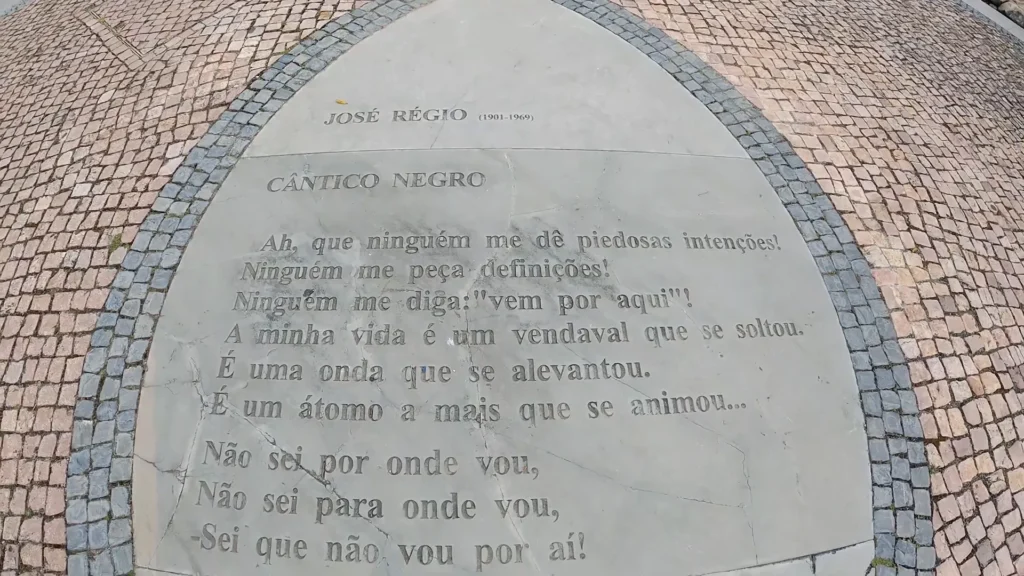 JOSÉ RÉGIO (1901-1969)
CÂNTICO NEGRO
Ah, que ninguém me dê piedosas intenções!
Ninguém me peça definições!
Ninguém me diga:"vem por aqui"!
A minha vida é um vendaval que se soltou.
É uma onda que se alevantou.
É um átomo a mais que se animou...
Não sei por onde vou,
Não sei para onde vou,
-Sei que não vou por aí!